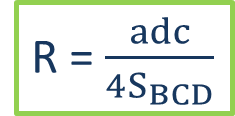 R = adc / 4S_BCD